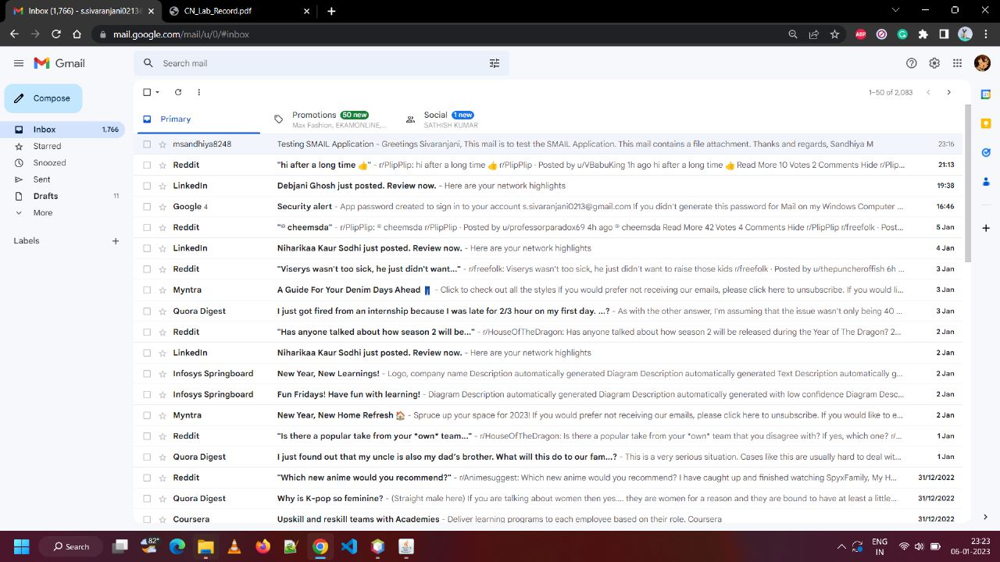 Inbox (1,766) - s.sivaranjani0213
CN_Lab_Record.pdf
mail.google.com/mail/u/0/#inbox
ABP
Gmail
Search mail
Compose
1–50 of 2,083
Inbox 1,766
Starred
Snoozed
Sent
Drafts 11
More
Labels
Primary
Promotions 50 new
Max Fashion, EKAMONLINE,...
Social 1 new
SATHISH KUMAR
msandhiya8248 Testing SMAIL Application - Greetings Sivaranjani, This mail is to test the SMAIL Application. This mail contains a file attachment. Thanks and regards, Sandhiya M 23:16
Reddit "hi after a long time 👍" - r/PlipPlip: hi after a long time 👍 r/PlipPlip · Posted by u/VBabuKing 1h ago hi after a long time 👍 Read More 10 Votes 2 Comments Hide r/Plip... 21:13
LinkedIn Debjani Ghosh just posted. Review now. - Here are your network highlights 19:38
Google 4 Security alert - App password created to sign in to your account s.sivaranjani0213@gmail.com If you didn't generate this password for Mail on my Windows Computer ... 16:46
Reddit cheemsda" - r/PlipPlip: cheemsda r/PlipPlip · Posted by u/professorparadox69 4h ago cheemsda Read More 42 Votes 4 Comments Hide r/PlipPlip r/freefolk · Post... 5 Jan
LinkedIn Niharikaa Kaur Sodhi just posted. Review now. - Here are your network highlights 4 Jan
Reddit "Viserys wasn't too sick, he just didn't want..." - r/freefolk: Viserys wasn't too sick, he just didn't want to raise those kids r/freefolk · Posted by u/thepuncheroffish 6h ... 3 Jan
Myntra A Guide For Your Denim Days Ahead 👖 - Click to check out all the styles If you would prefer not receiving our emails, please click here to unsubscribe. If you would li... 3 Jan
Quora Digest I just got fired from an internship because I was late for 2/3 hour on my first day. ...? - As with the other answer, I'm assuming that the issue wasn't only being 40 ... 3 Jan
Reddit "Has anyone talked about how season 2 will be..." - r/HouseOfTheDragon: Has anyone talked about how season 2 will be released during the Year of The Dragon? 2... 2 Jan
LinkedIn Niharikaa Kaur Sodhi just posted. Review now. - Here are your network highlights 2 Jan
Infosys Springboard New Year, New Learnings! - Logo, company name Description automatically generated Diagram Description automatically generated Text Description automatically g... 2 Jan
Infosys Springboard Fun Fridays! Have fun with learning! - Diagram Description automatically generated Diagram Description automatically generated with low confidence Diagram Desc... 2 Jan
Myntra New Year, New Home Refresh 🏠 - Spruce up your space for 2023! If you would prefer not receiving our emails, please click here to unsubscribe. If you would like to e... 2 Jan
Reddit "Is there a popular take from your *own* team..." - r/HouseOfTheDragon: Is there a popular take from your *own* team that you disagree with? If yes, which one? r/... 1 Jan
Quora Digest I just found out that my uncle is also my dad's brother. What will this do to our fam...? - This is a very serious situation. Cases like this are usually hard to deal wit... 1 Jan
Reddit "Which new anime would you recommend?" - r/Animesuggest: Which new anime would you recommend? I have caught up and finished watching SpyxFamily, My H... 31/12/2022
Quora Digest Why is K-pop so feminine? - (Straight male here) If you are talking about women then yes.... they are women for a reason and they are bound to have at least a little... 31/12/2022
Coursera Upskill and reskill teams with Academies - Deliver learning programs to each employee based on their role. Coursera 31/12/2022
Search
82°
ENG
IN
23:23
06-01-2023